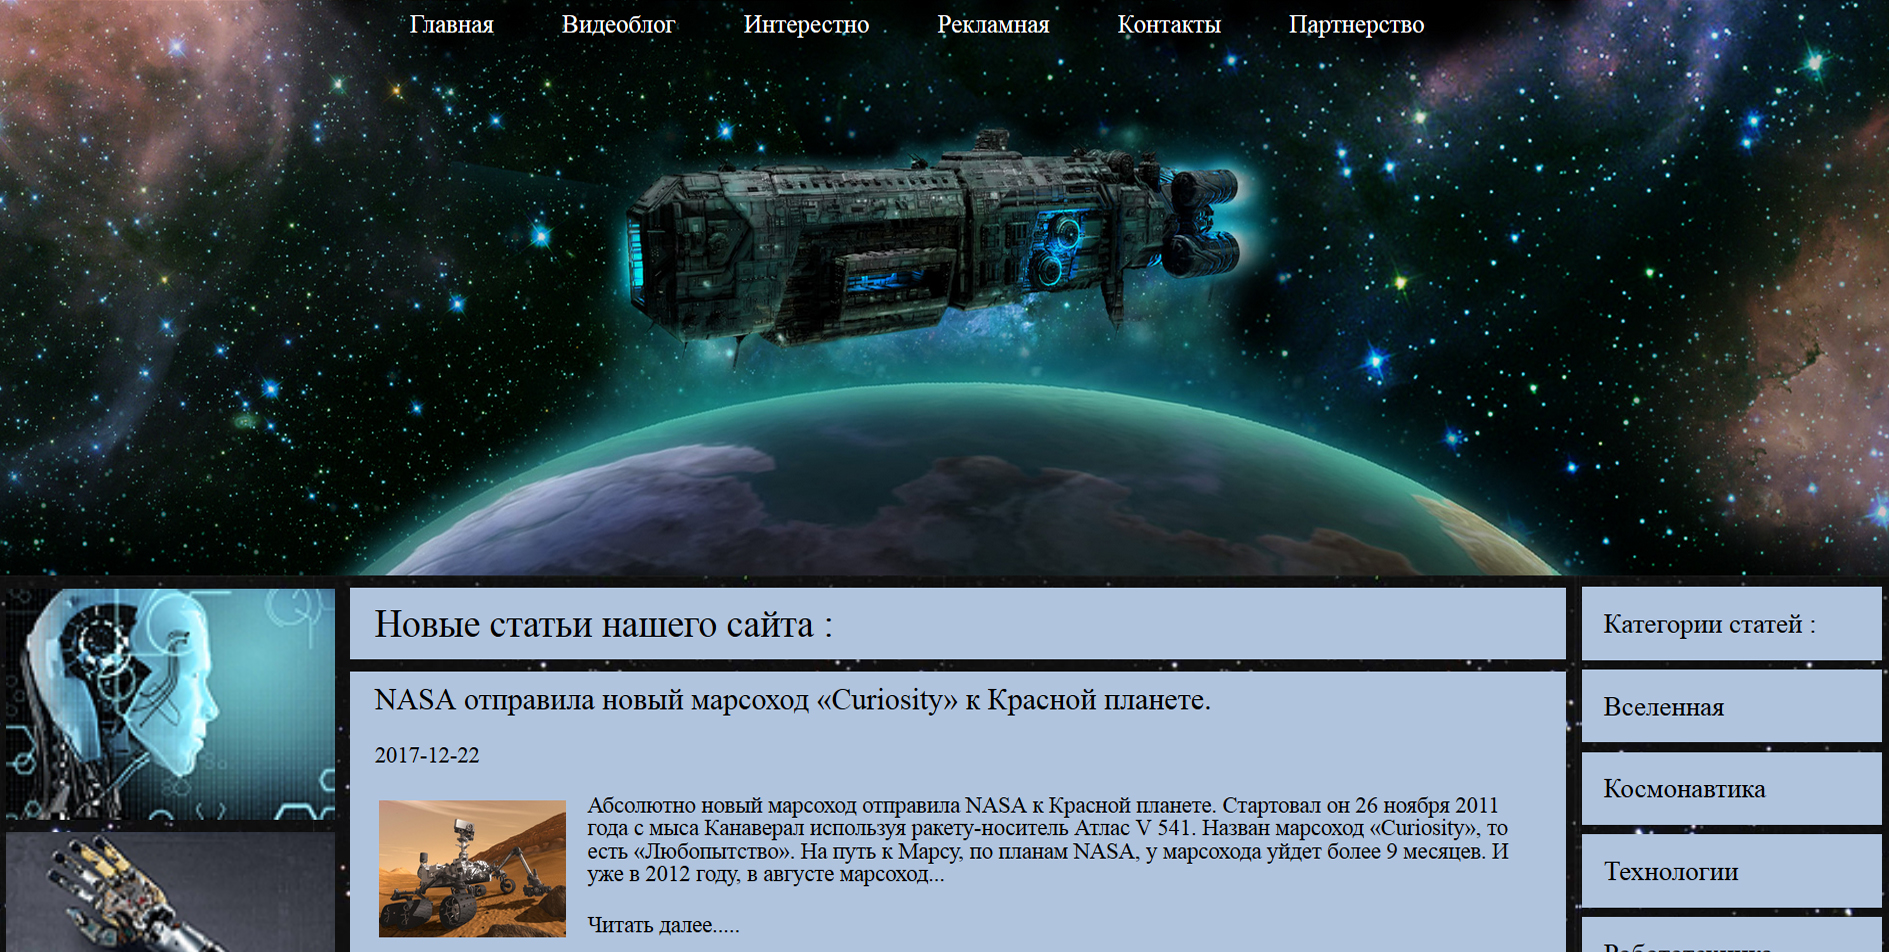 Главная Видеоблог Интерестно Рекламная Контакты Партнерство
Новые статьи нашего сайта :
NASA отправила новый марсоход «Curiosity» к Красной планете.
2017-12-22
Абсолютно новый марсоход отправила NASA к Красной планете. Стартовал он 26 ноября 2011
года с мыса Канаверал используя ракету-носитель Атлас V 541. Назван марсоход «Curiosity», то
есть «Любопытство». На путь к Марсу, по планам NASA, у марсохода уйдет более 9 месяцев. И
уже в 2012 году, в августе марсоход...
Читать далее.....
Категории статей :
Вселенная
Космонавтика
Технологии